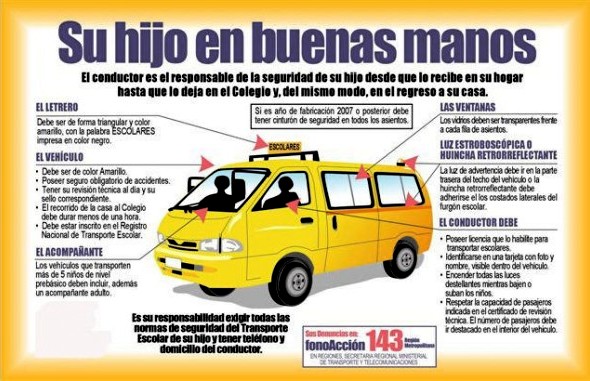 Su hijo en buenas manos
El conductor es el responsable de la seguridad de su hijo desde que lo recibe en su hogar
hasta que lo deja en el Colegio y, del mismo modo, en el regreso a su casa.
EL LETRERO
Debe ser de forma triangular y color
amarillo, con la palabra ESCOLARES
impresa en color negro.
EL VEHÍCULO
• Debe ser de color Amarillo.
• Poseer seguro obligatorio de accidentes.
• Tener su revisión técnica al día y su
sello correspondiente.
• El recorrido de la casa al Colegio
debe durar menos de una hora.
• Debe estar inscrito en el Registro
Nacional de Transporte Escolar.
EL ACOMPAÑANTE
Los vehículos que transporten
más de 5 niños de nivel
prebásico deben incluir, además
un acompañante adulto.
Si es año de fabricación 2007 o posterior debe
tener cinturón de seguridad en todos los asientos.
ESCOLARES
LAS VENTANAS
Los vidrios deben ser transparentes frente
a cada fila de asientos.
LUZ ESTROBOSCÓPICA O
HUINCHA RETRORREFLECTANTE
La luz de advertencia debe ir en la parte
trasera del techo del vehículo o la
huincha retrorreflectante debe
adherirse el los costados laterales del
furgón escolar.
EL CONDUCTOR DEBE
• Poseer licencia que lo habilite para
transportar escolares.
• Identificarse en una tarjeta con foto y
nombre, visible dentro del vehículo.
• Encender todas las luces
destellantes mientras bajen o
suban los niños.
• Respetar la capacidad de pasajeros
indicada en el certificado de revisión
técnica. El número de pasajeros debe
ir destacado en el interior del vehículo.
Es su responsabilidad exigir todas las
normas de seguridad del Transporte
Escolar de su hijo y tener teléfono y
domicilio del conductor.
Sus Denuncias en:
fonoAcción 143 Región Metropolitana
EN REGIONES, SECRETARIA REGIONAL MINISTERIAL
DE TRANSPORTE Y TELECOMUNICACIONES